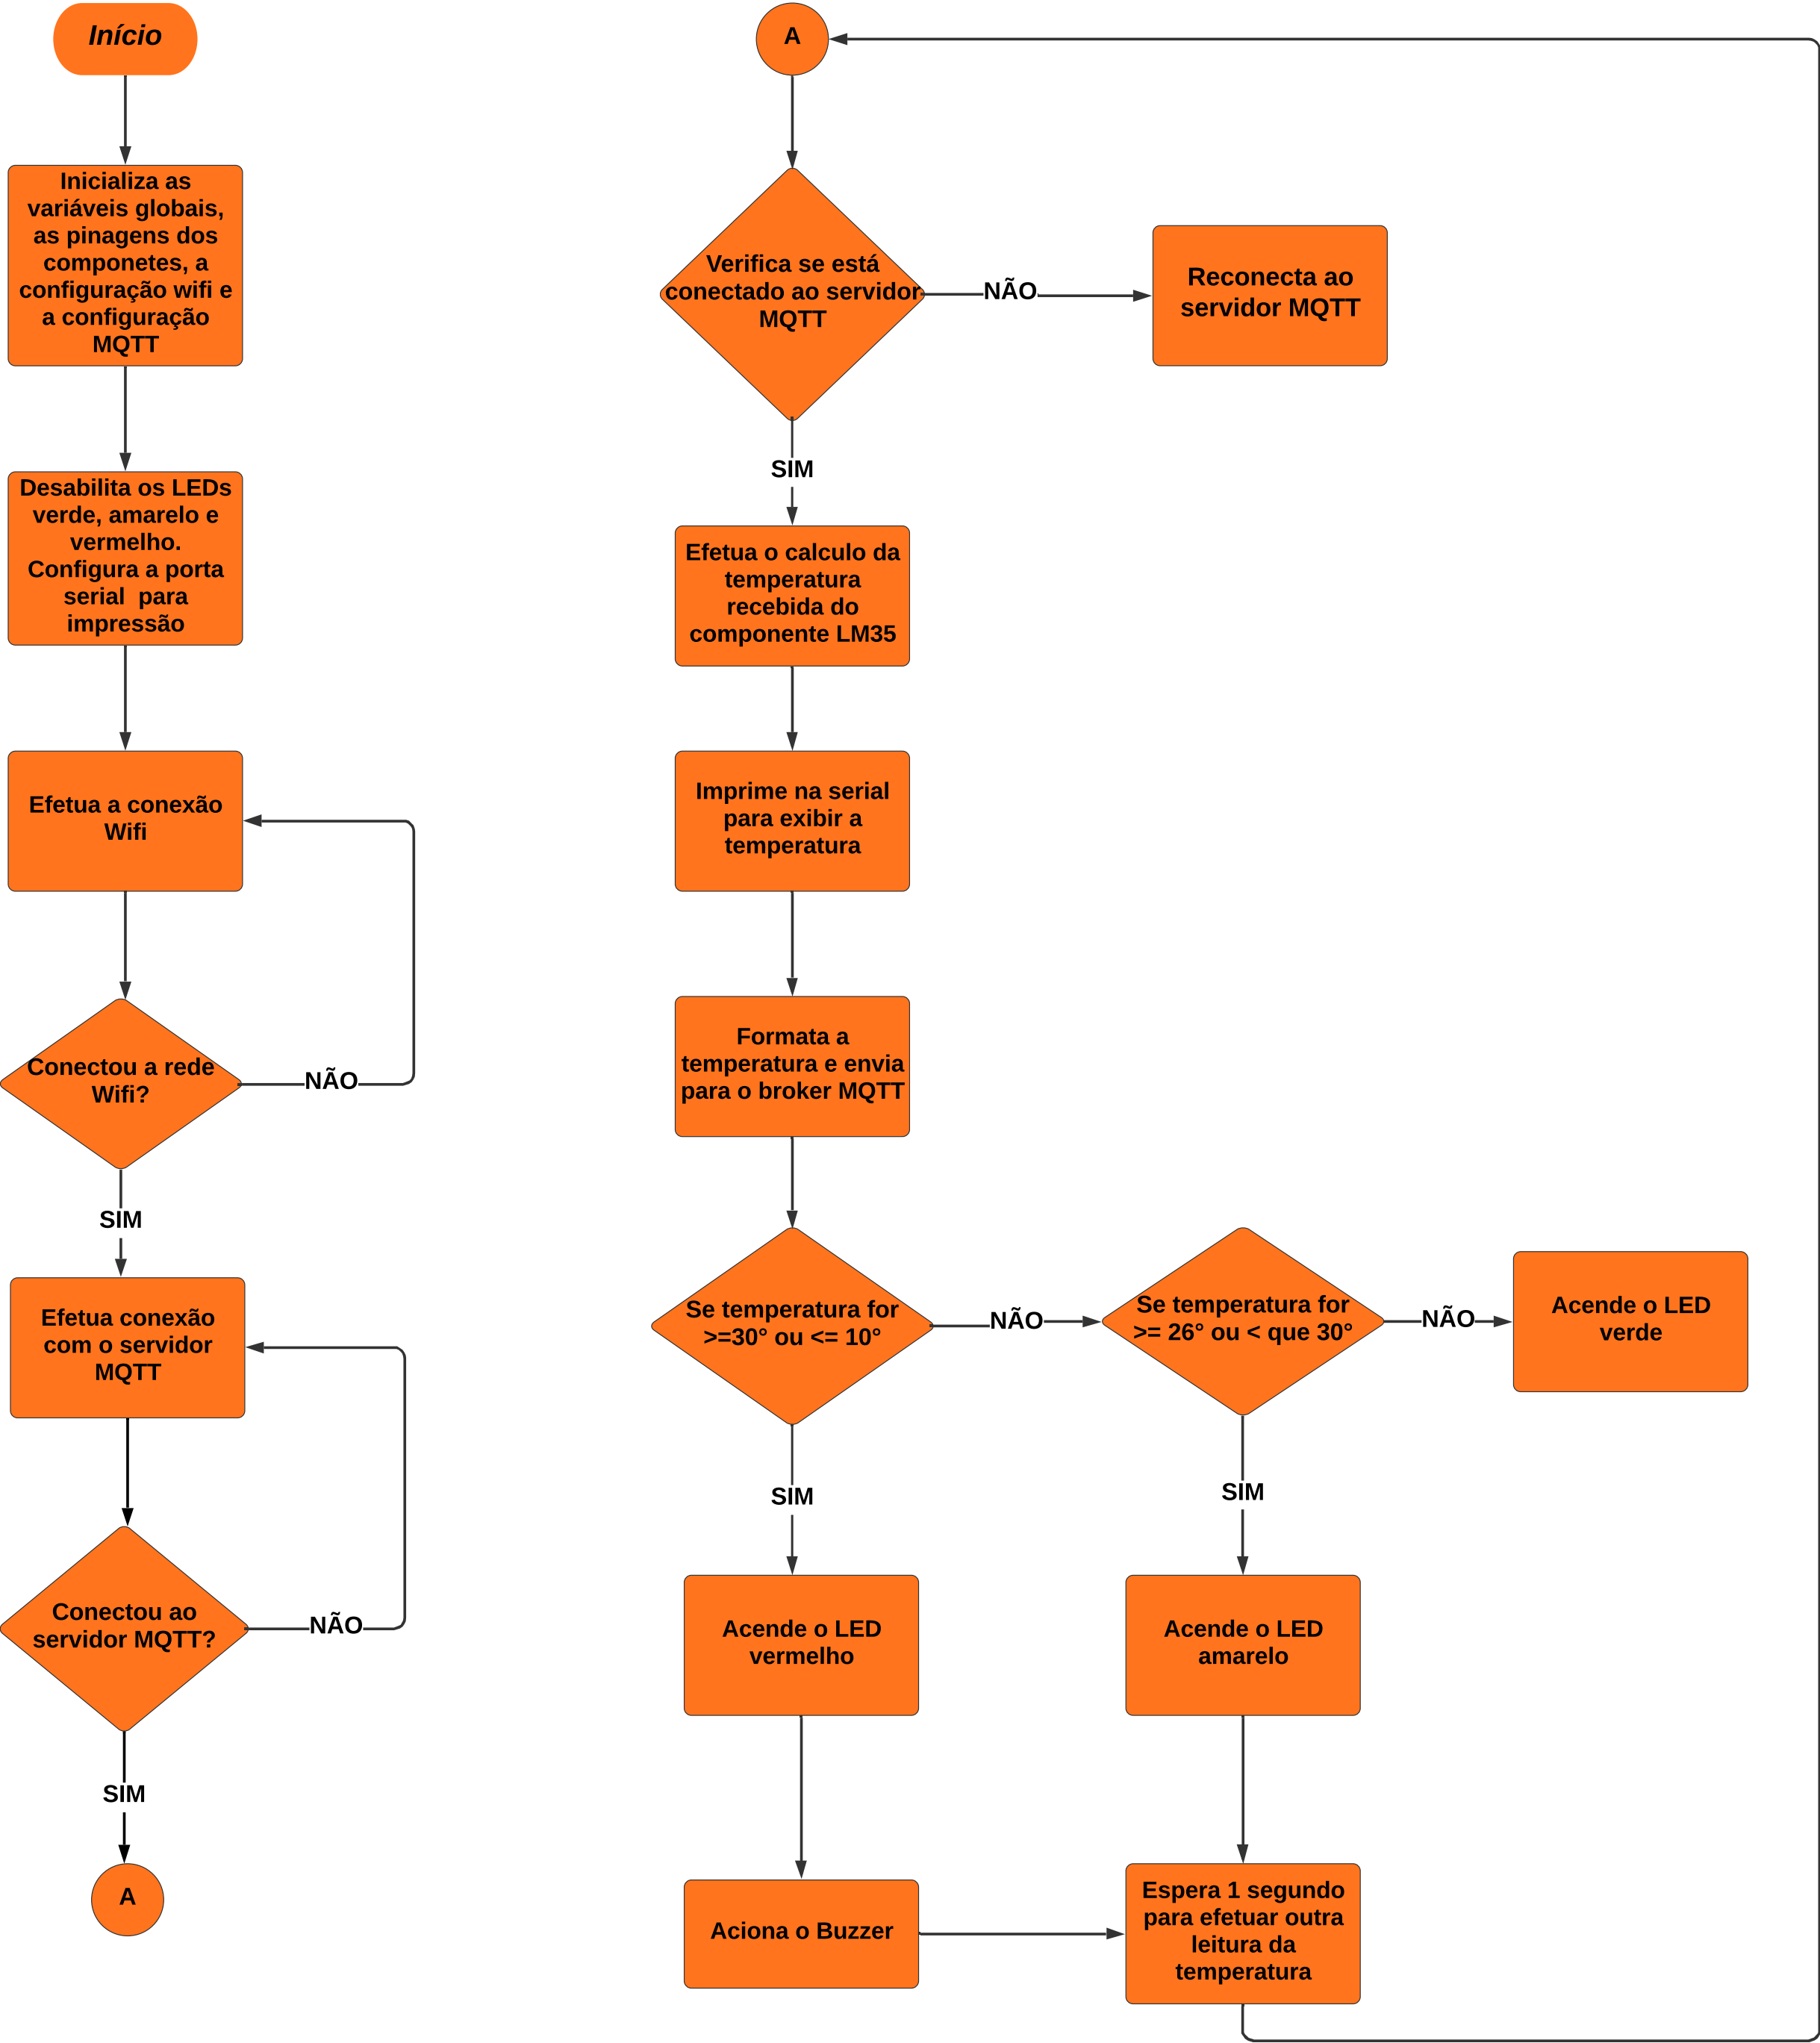 Início
Inicializa as
variáveis globais,
as pinagens dos
componetes, a
configuração wifi e
a configuração
MQTT
Desabilita os LEDs
verde, amarelo e
vermelho.
Configura a porta
serial  para
impressão
Efetua a conexão
Wifi
Conectou a rede
Wifi?
NÃO
SIM
Efetua conexão
com o servidor
MQTT
Conectou ao
servidor MQTT?
NÃO
SIM
A
A
Verifica se está
conectado ao servidor
MQTT
NÃO
Reconecta ao
servidor MQTT
SIM
Efetua o calculo da
temperatura
recebida do
componente LM35
Imprime na serial
para exibir a
temperatura
Formata a
temperatura e envia
para o broker MQTT
Se temperatura for
>=30° ou <= 10°
NÃO
Se temperatura for
>= 26° ou < que 30°
NÃO
Acende o LED
verde
SIM
SIM
Acende o LED
vermelho
Acende o LED
amarelo
Aciona o Buzzer
Espera 1 segundo
para efetuar outra
leitura da
temperatura